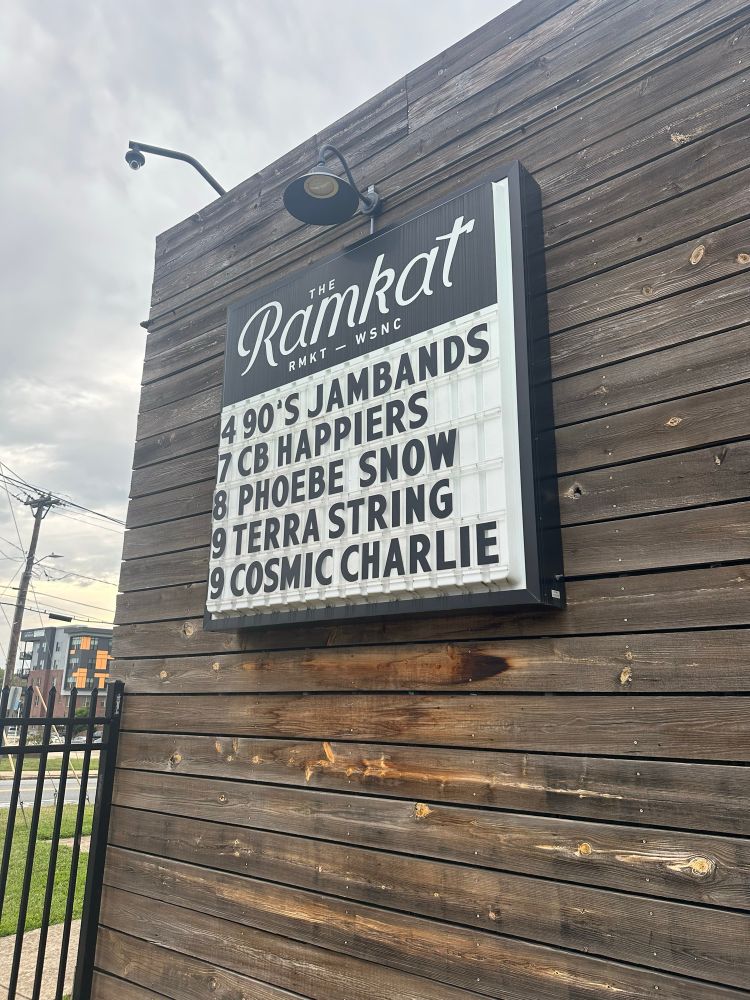 THE
Ramkat
RMKT — WSNC
4 90'S JAMBANDS
7 CB HAPPIERS
8 PHOEBE SNOW
9 TERRA STRING
9 COSMIC CHARLIE